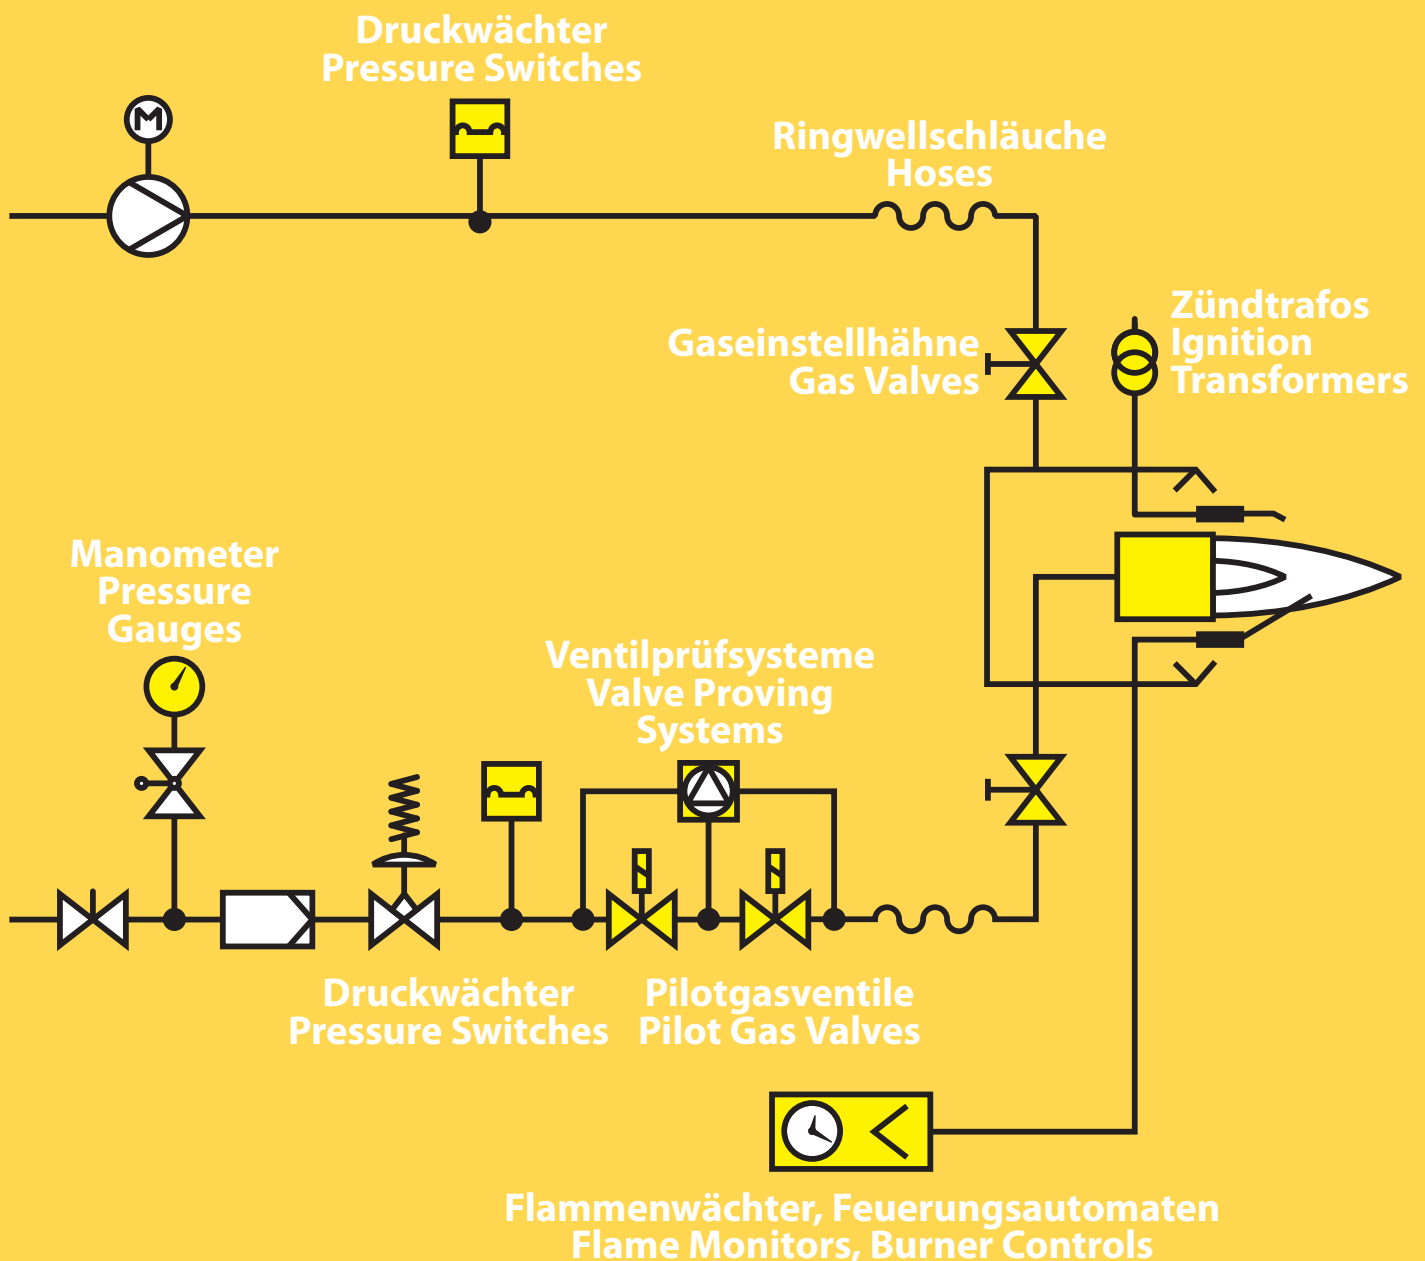 Druckwächter
Pressure Switches
M
Ringwellschläuche
Hoses
Zündtrafos
Ignition
Transformers
Gaseinstellhähne
Gas Valves
Manometer
Pressure
Gauges
Ventilprüfsysteme
Valve Proving
Systems
Druckwächter
Pressure Switches
Pilotgasventile
Pilot Gas Valves
Flammenwächter, Feuerungsautomaten
Flame Monitors, Burner Controls